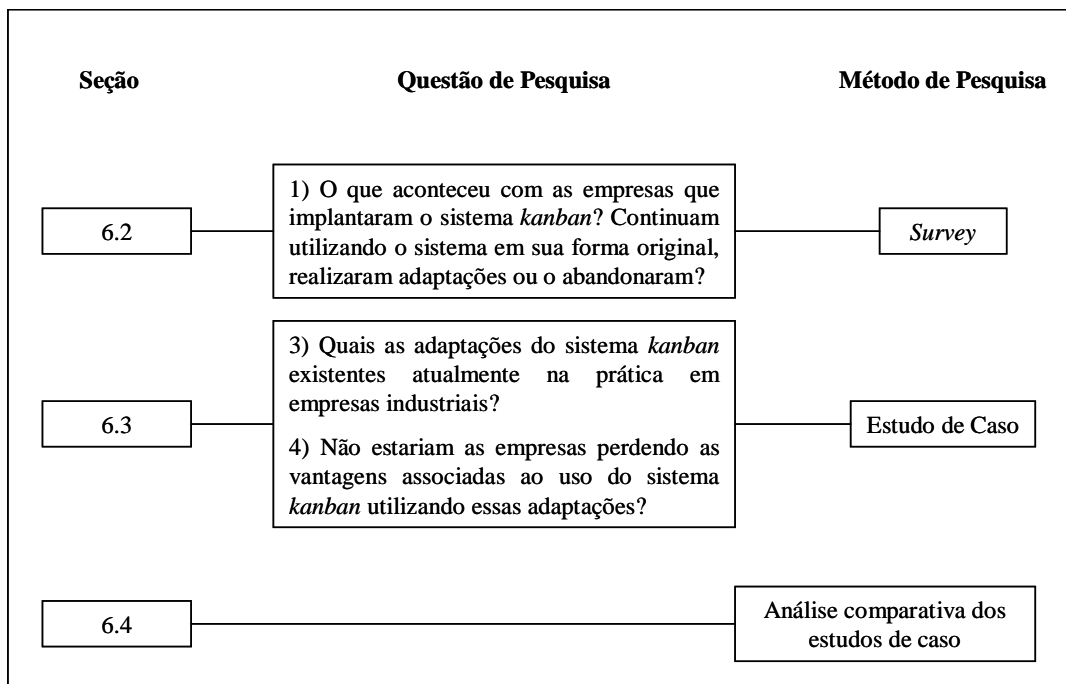 Seção Questão de Pesquisa Método de Pesquisa
1) O que aconteceu com as empresas que
implantaram o sistema kanban? Continuam
utilizando o sistema em sua forma original,
realizaram adaptações ou o abandonaram?
6.2
Survey
3) Quais as adaptações do sistema kanban
existentes atualmente na prática em
empresas industriais?
4) Não estariam as empresas perdendo as
vantagens associadas ao uso do sistema
kanban utilizando essas adaptações?
6.3
Estudo de Caso
6.4
Análise comparativa dos
estudos de caso